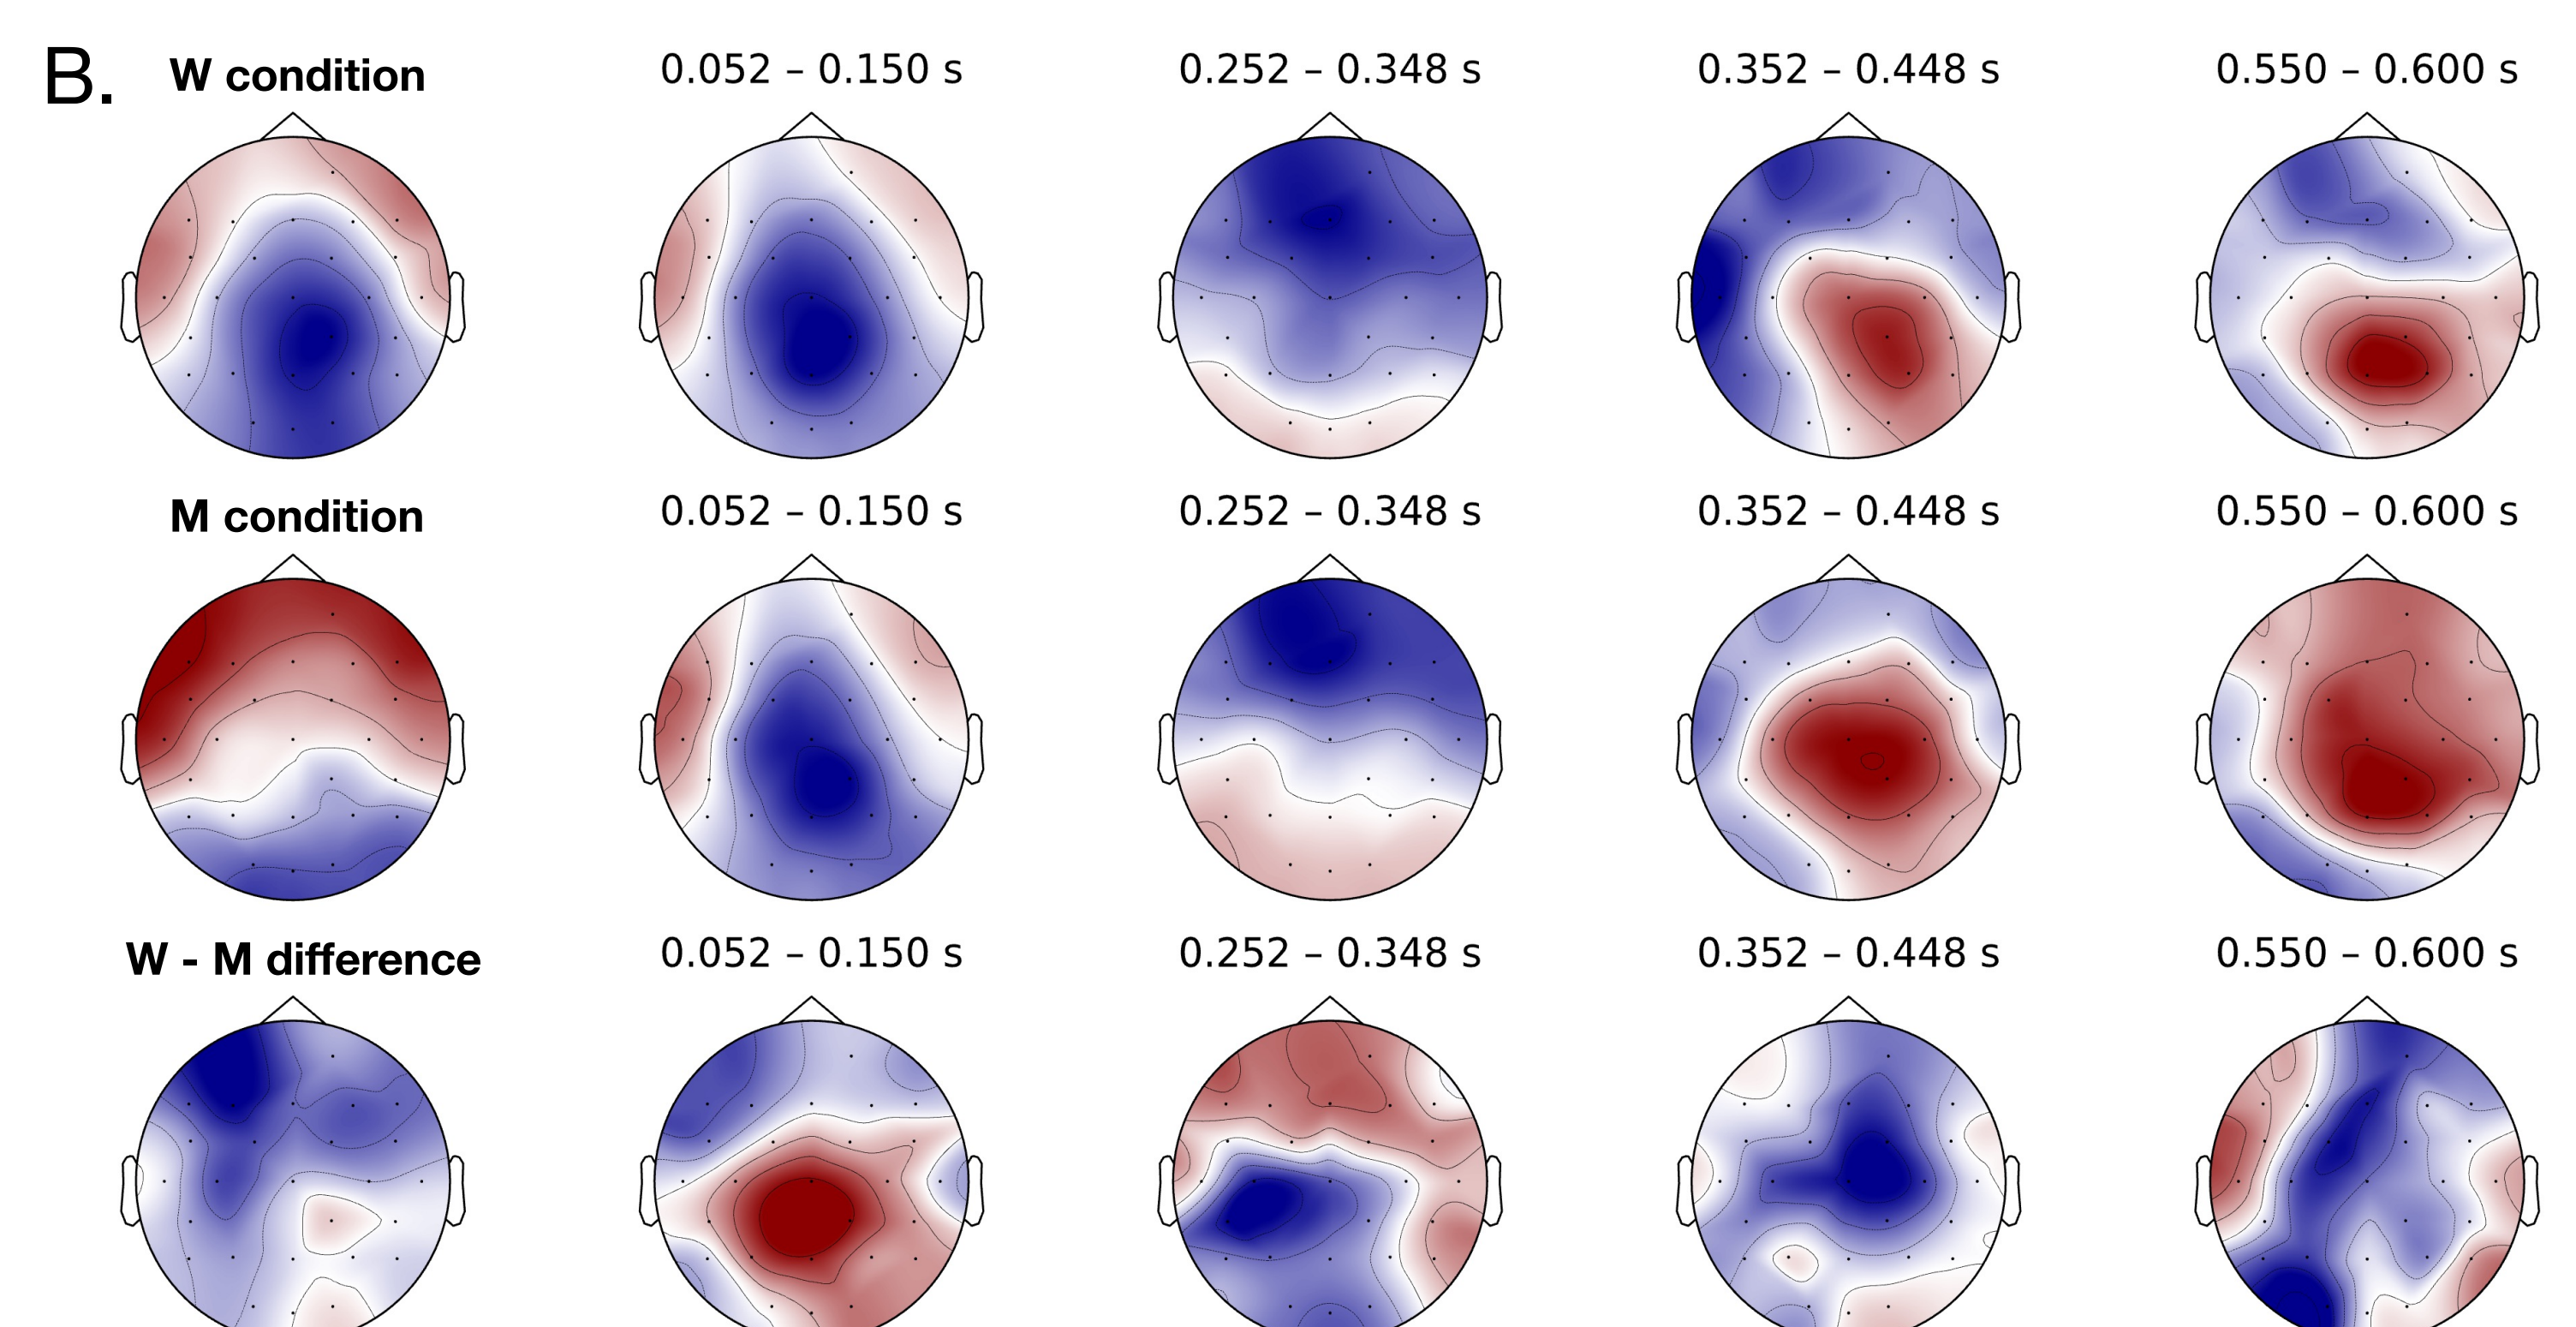 B. W condition 0.052 – 0.150 s 0.252 – 0.348 s 0.352 – 0.448 s 0.550 – 0.600 s
M condition 0.052 – 0.150 s 0.252 – 0.348 s 0.352 – 0.448 s 0.550 – 0.600 s
W - M difference 0.052 – 0.150 s 0.252 – 0.348 s 0.352 – 0.448 s 0.550 – 0.600 s